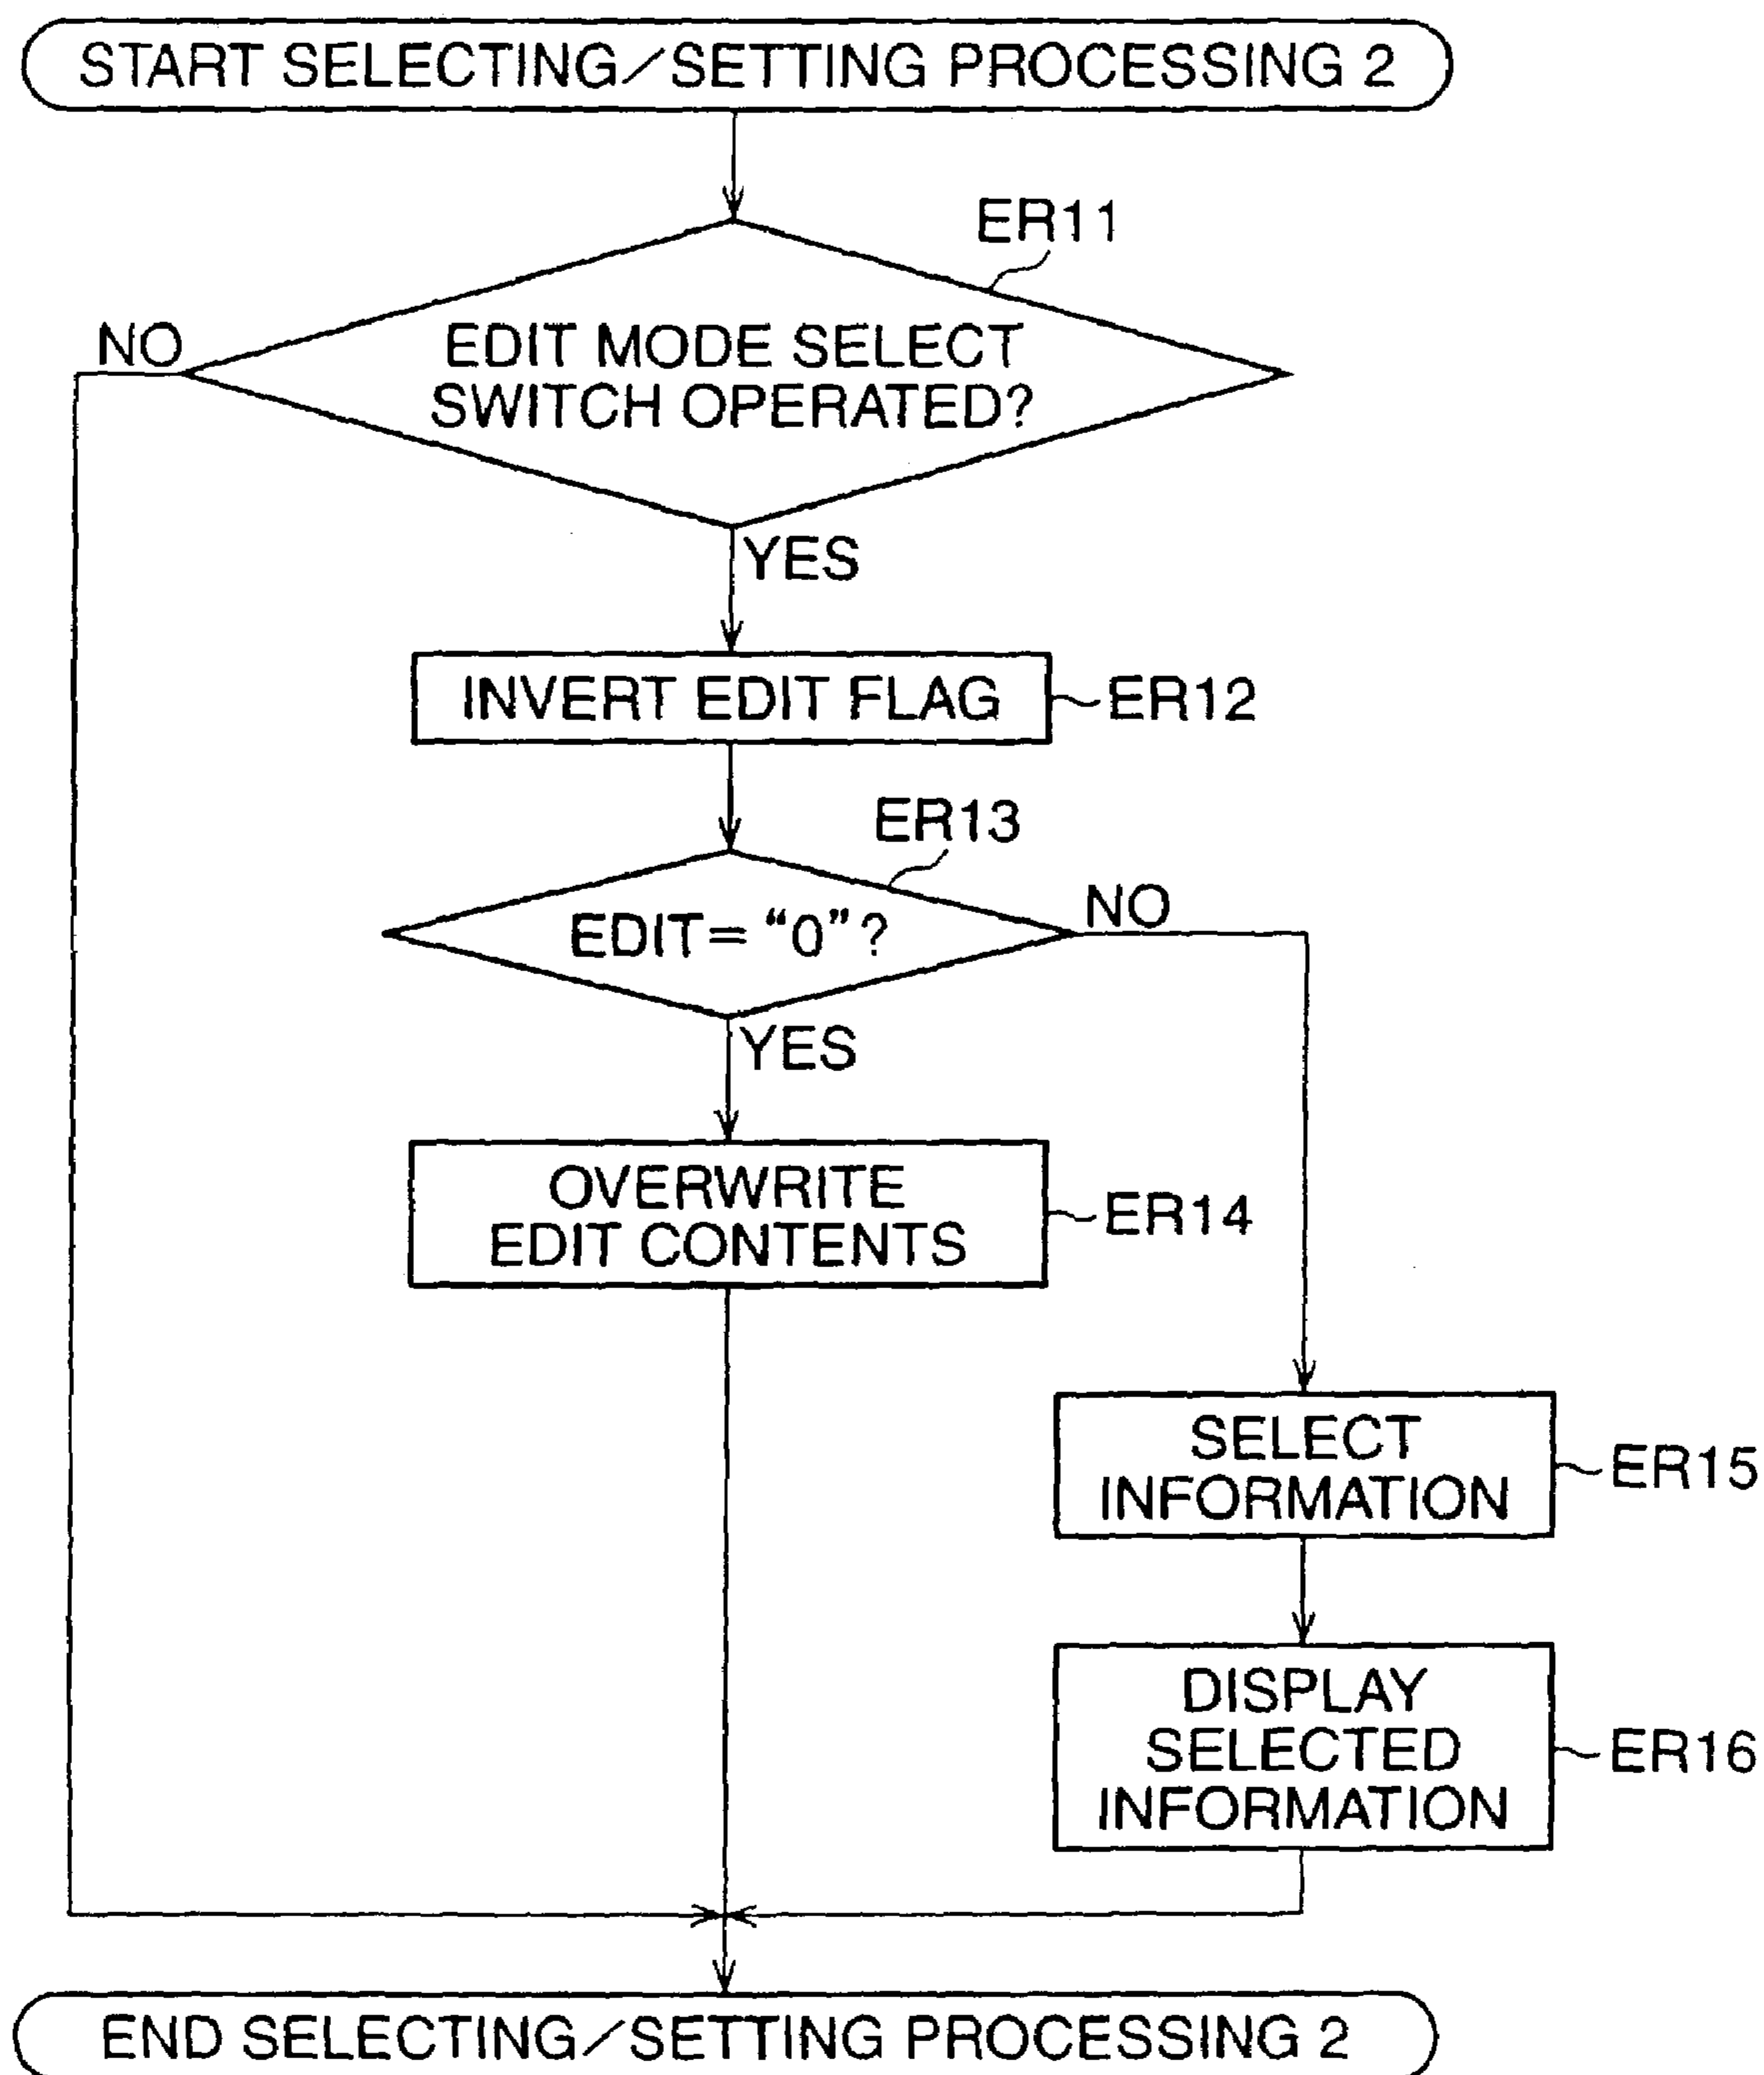 START SELECTING/SETTING PROCESSING 2
ER11
NO
EDIT MODE SELECT
SWITCH OPERATED?
YES
INVERT EDIT FLAG
ER12
ER13
EDIT= “0”?
NO
YES
OVERWRITE
EDIT CONTENTS
ER14
SELECT
INFORMATION
ER15
DISPLAY
SELECTED
INFORMATION
ER16
END SELECTING/SETTING PROCESSING 2